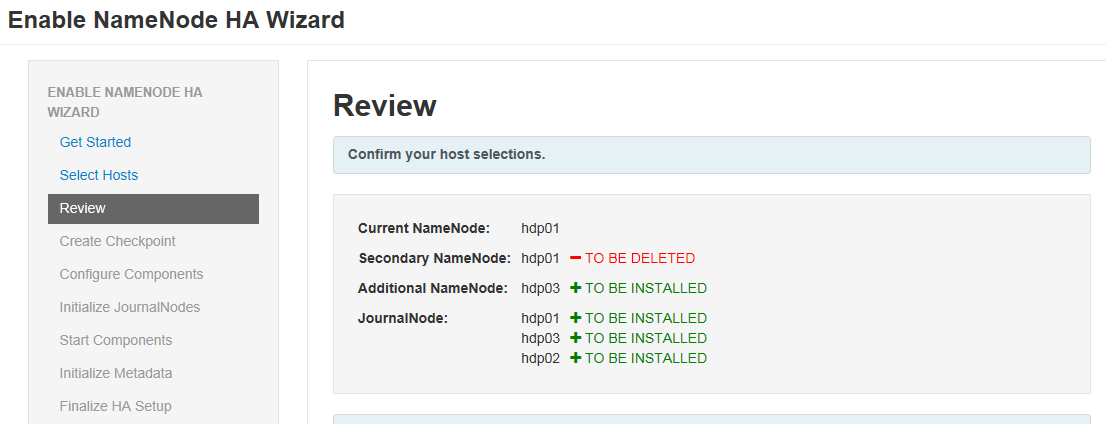 Enable NameNode HA Wizard
ENABLE NAMENODE HA
WIZARD
Get Started
Select Hosts
Review
Create Checkpoint
Configure Components
Initialize JournalNodes
Start Components
Initialize Metadata
Finalize HA Setup
Review
Confirm your host selections.
Current NameNode: hdp01
Secondary NameNode: hdp01 TO BE DELETED
Additional NameNode: hdp03 TO BE INSTALLED
JournalNode: hdp01 TO BE INSTALLED
hdp03 TO BE INSTALLED
hdp02 TO BE INSTALLED